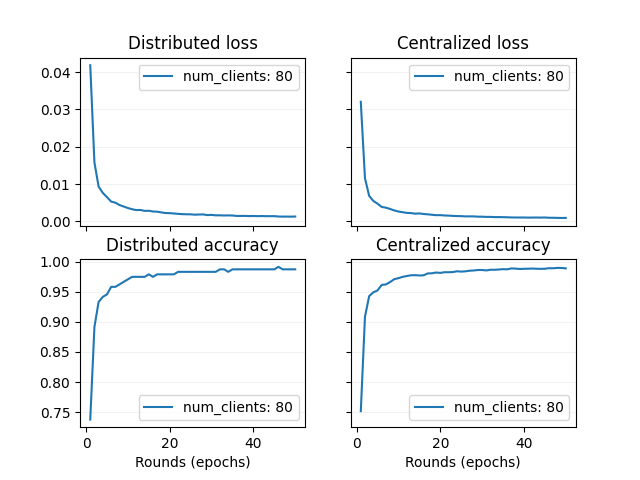 Distributed loss
Centralized loss
0.04
0.03
0.02
0.01
0.00
num_clients: 80
num_clients: 80
Distributed accuracy
Centralized accuracy
1.00
0.95
0.90
0.85
0.80
0.75
num_clients: 80
num_clients: 80
0 20 40
0 20 40
Rounds (epochs)
Rounds (epochs)